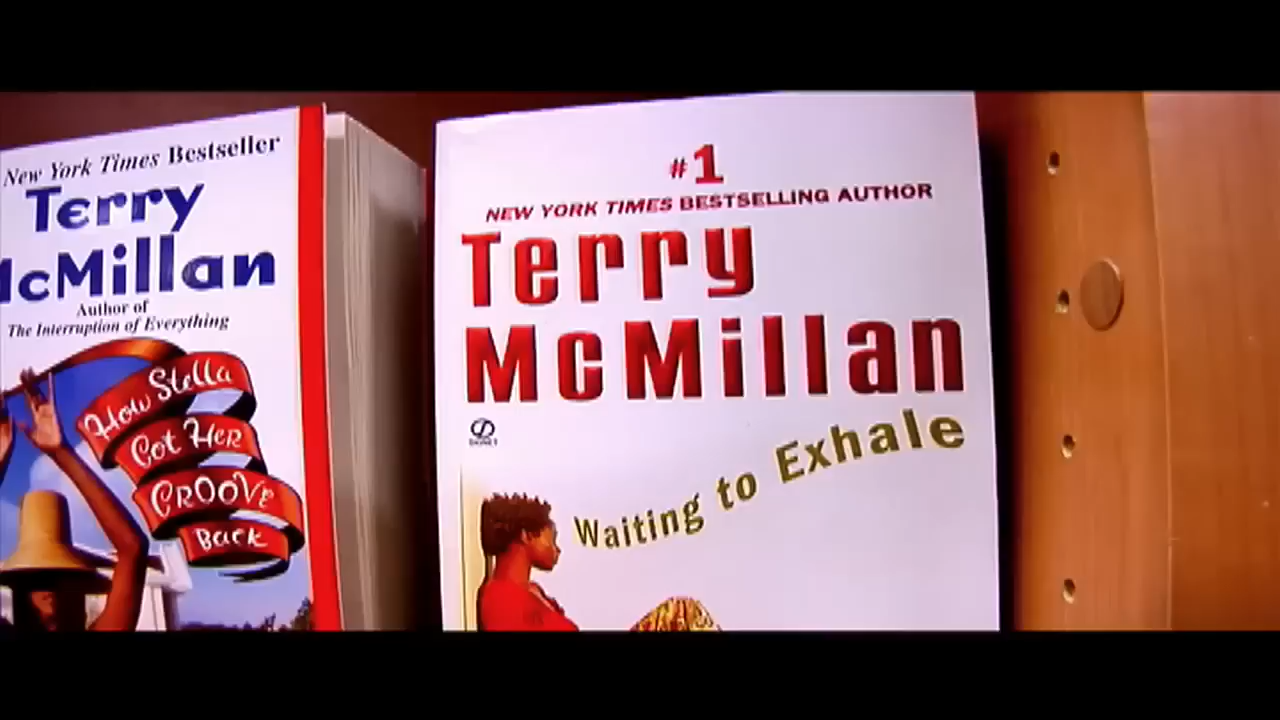 New York Times Bestseller
Terry
McMillan
Author of
The Interruption of Everything
How Stella
Got Her
GROOVE
Back
#1
NEW YORK TIMES BESTSELLING AUTHOR
Terry
McMillan
SIGNET
Waiting to Exhale